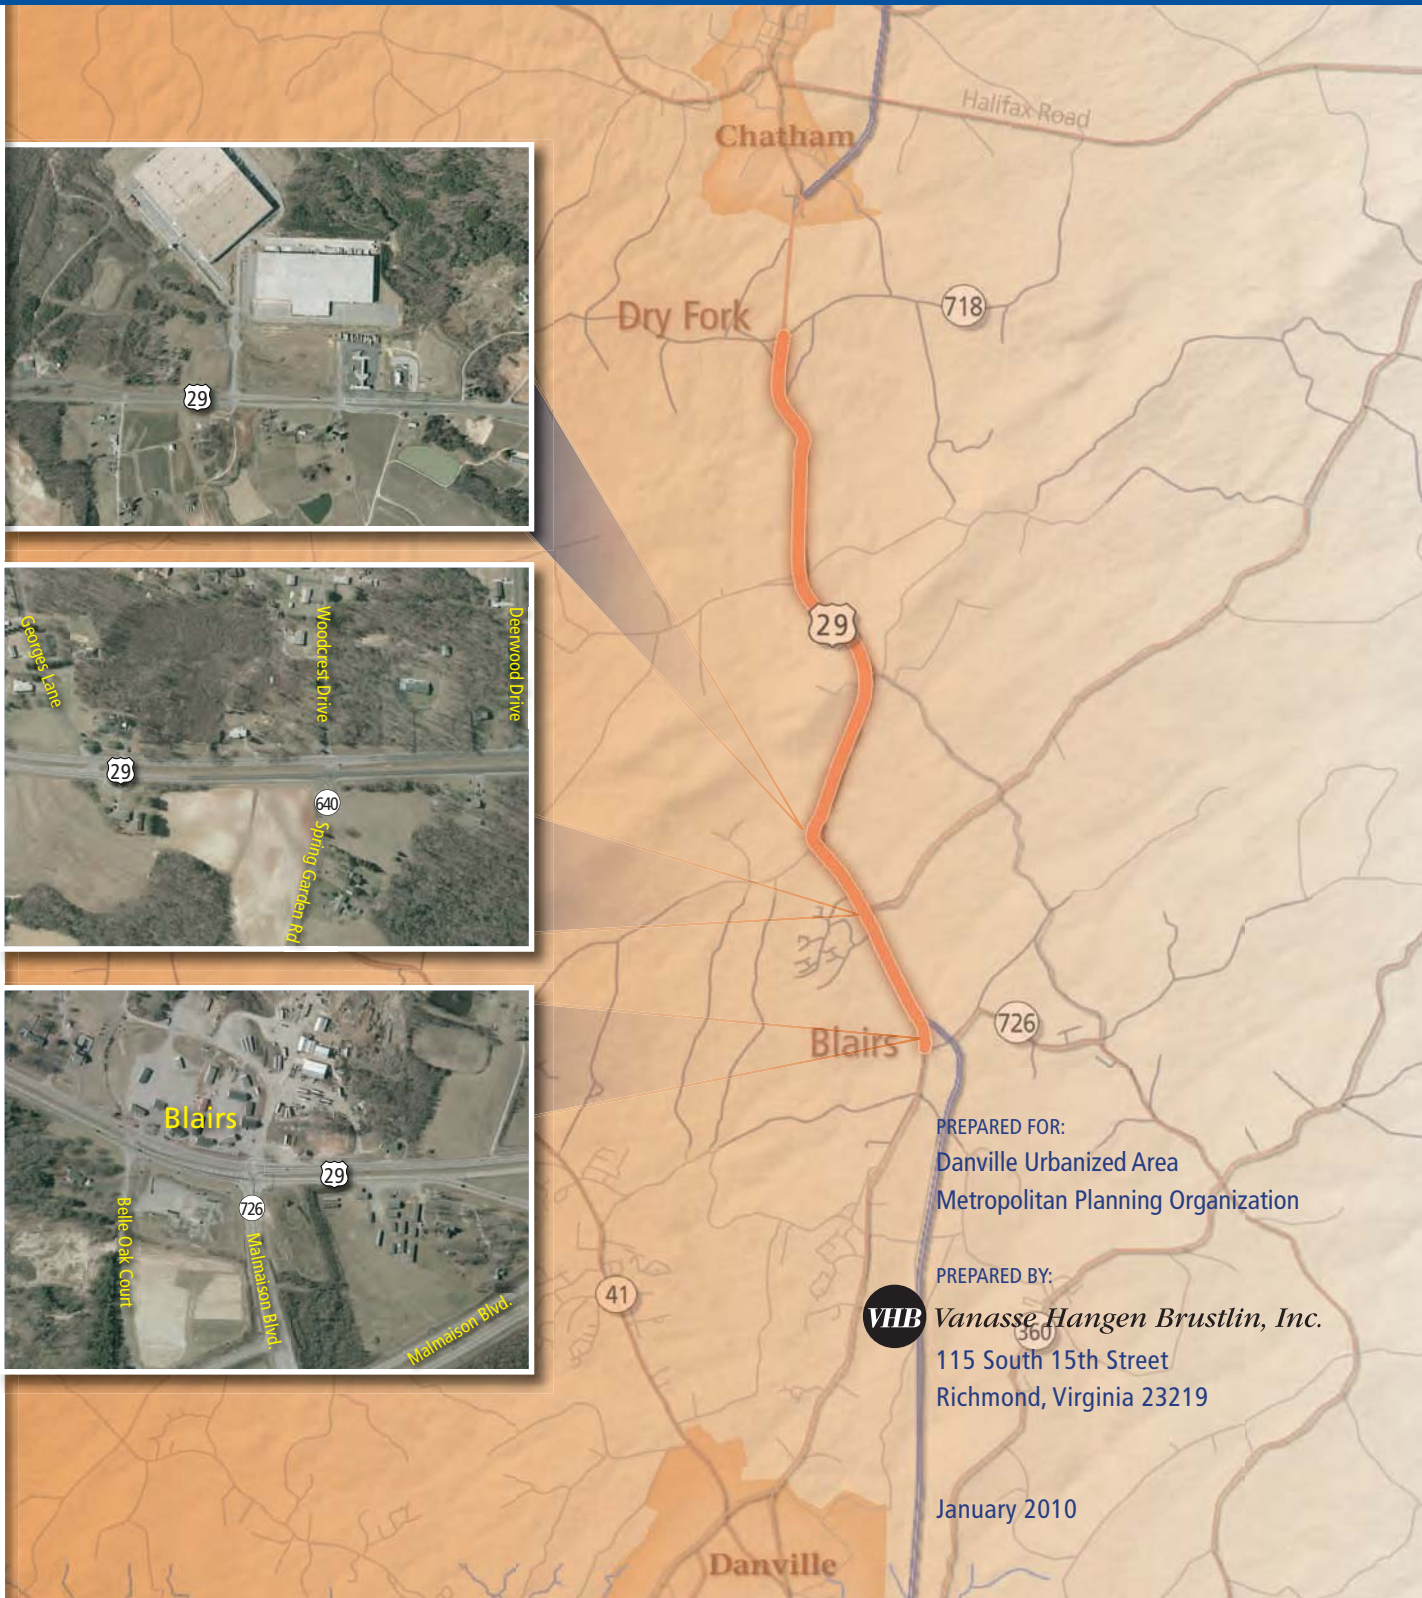 Halifax Road
Chatham
718
Dry Fork
29
29
Georges Lane
Woodcrest Drive
Deerwood Drive
29
640
Spring Garden Rd
Blairs
726
Blairs
29
726
Belle Oak Court
Malmaison Blvd.
Malmaison Blvd.
PREPARED FOR:
Danville Urbanized Area
Metropolitan Planning Organization
41
PREPARED BY:
VHB Vanasse Hangen Brustlin, Inc.
360
115 South 15th Street
Richmond, Virginia 23219
January 2010
Danville